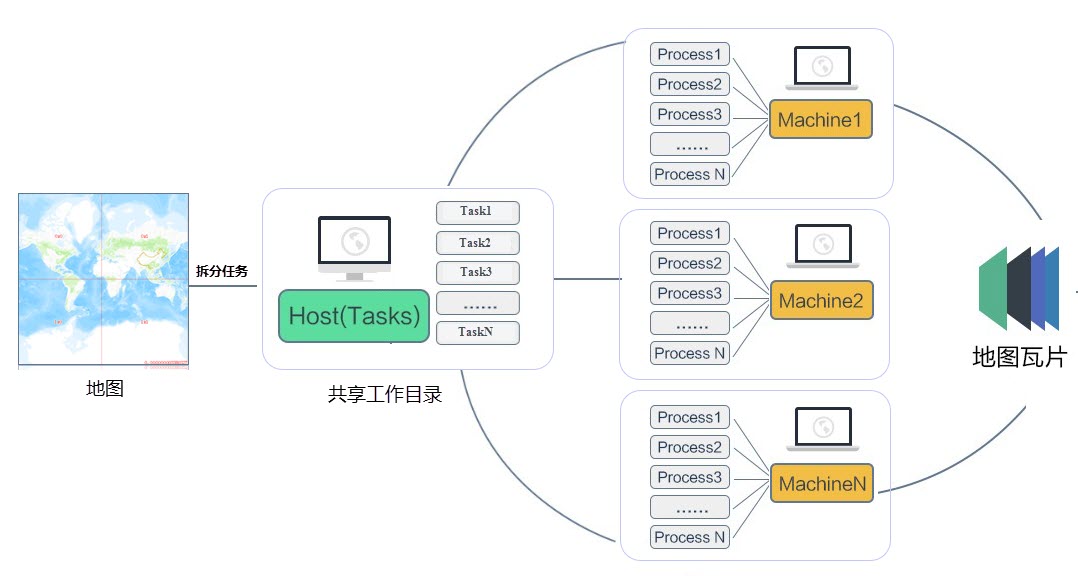 拆分任务
地图
Host(Tasks)
Task1
Task2
Task3
......
TaskN
共享工作目录
Process1
Process2
Process3
......
Process N
Machine1
Process1
Process2
Process3
......
Process N
Machine2
Process1
Process2
Process3
......
Process N
MachineN
地图瓦片